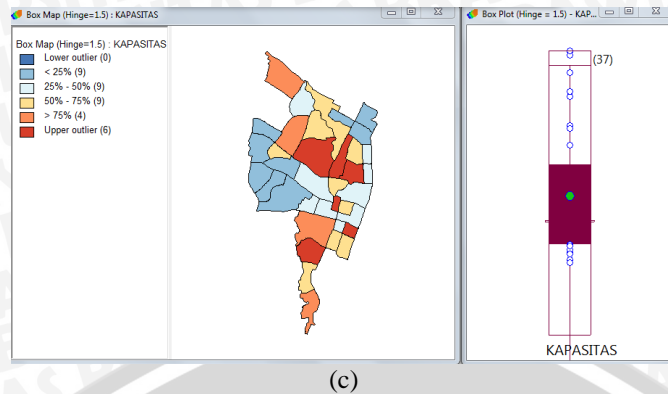 Box Map (Hinge=1.5) : KAPASITAS
Box Map (Hinge=1.5) : KAPASITAS
Lower outlier (0)
< 25% (9)
25% - 50% (9)
50% - 75% (9)
> 75% (4)
Upper outlier (6)
Box Plot (Hinge = 1.5) - KAP...
(37)
KAPASITAS
(c)